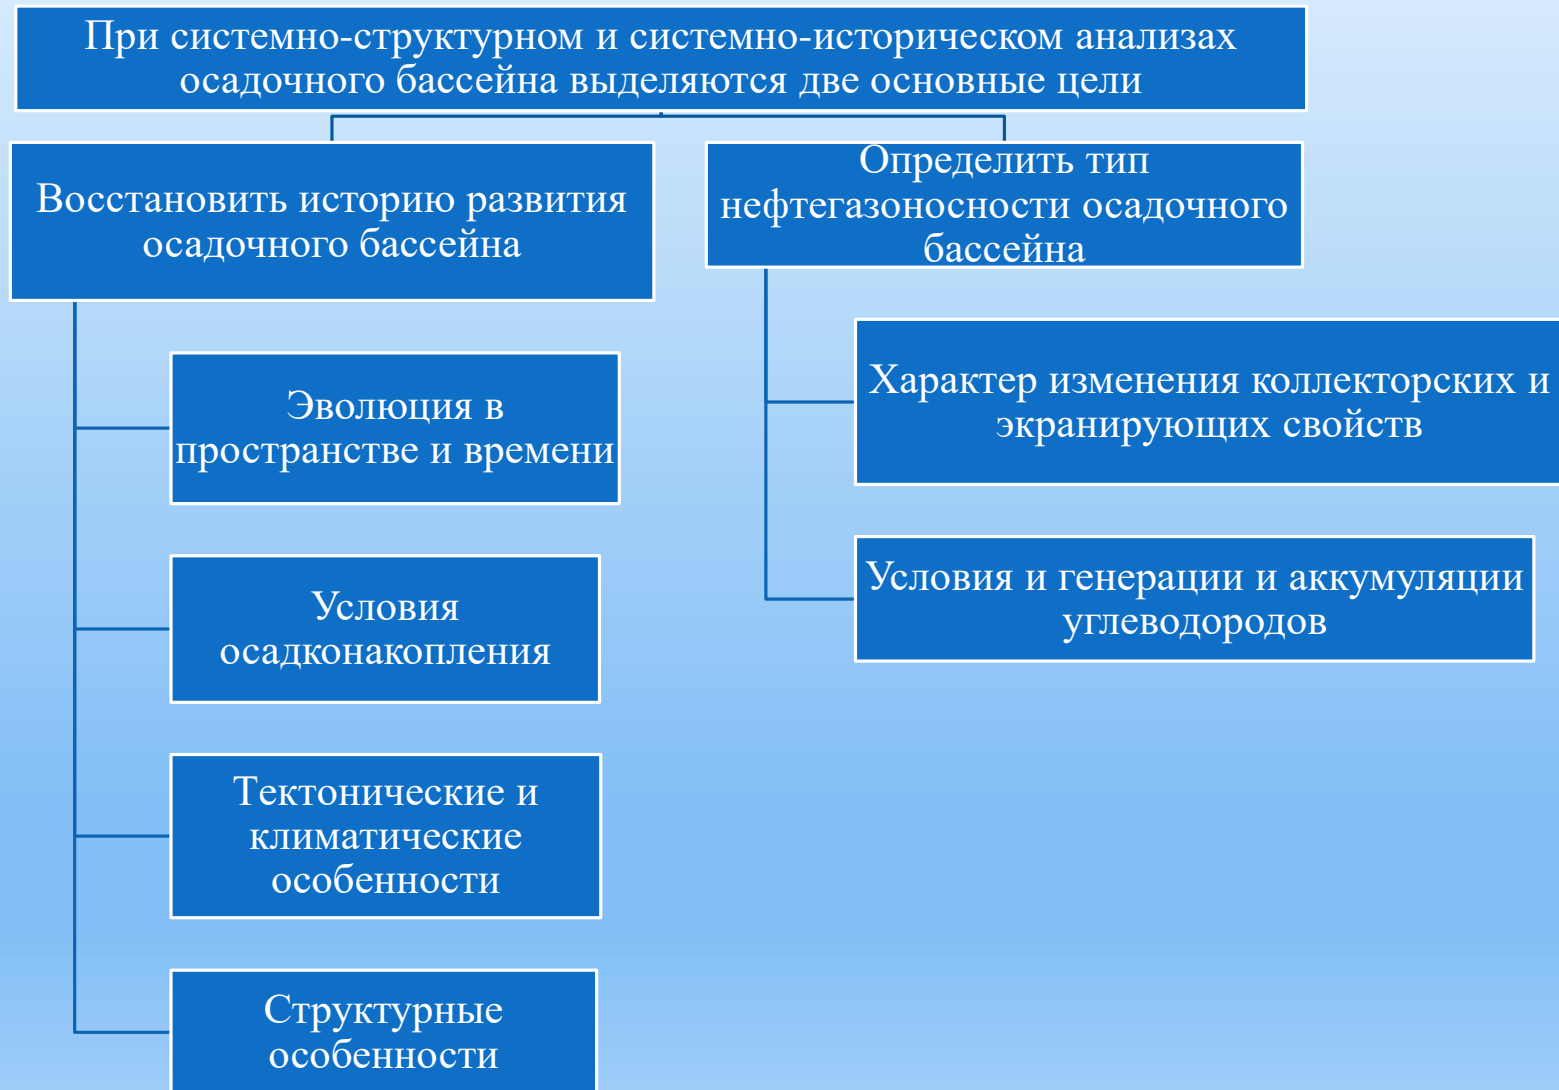 При системно-структурном и системно-историческом анализах
осадочного бассейна выделяются две основные цели
Восстановить историю развития
осадочного бассейна
Эволюция в
пространстве и времени
Условия
осадконакопления
Тектонические и
климатические
особенности
Структурные
особенности
Определить тип
нефтегазоносности осадочного
бассейна
Характер изменения коллекторских и
экранирующих свойств
Условия и генерации и аккумуляции
углеводородов